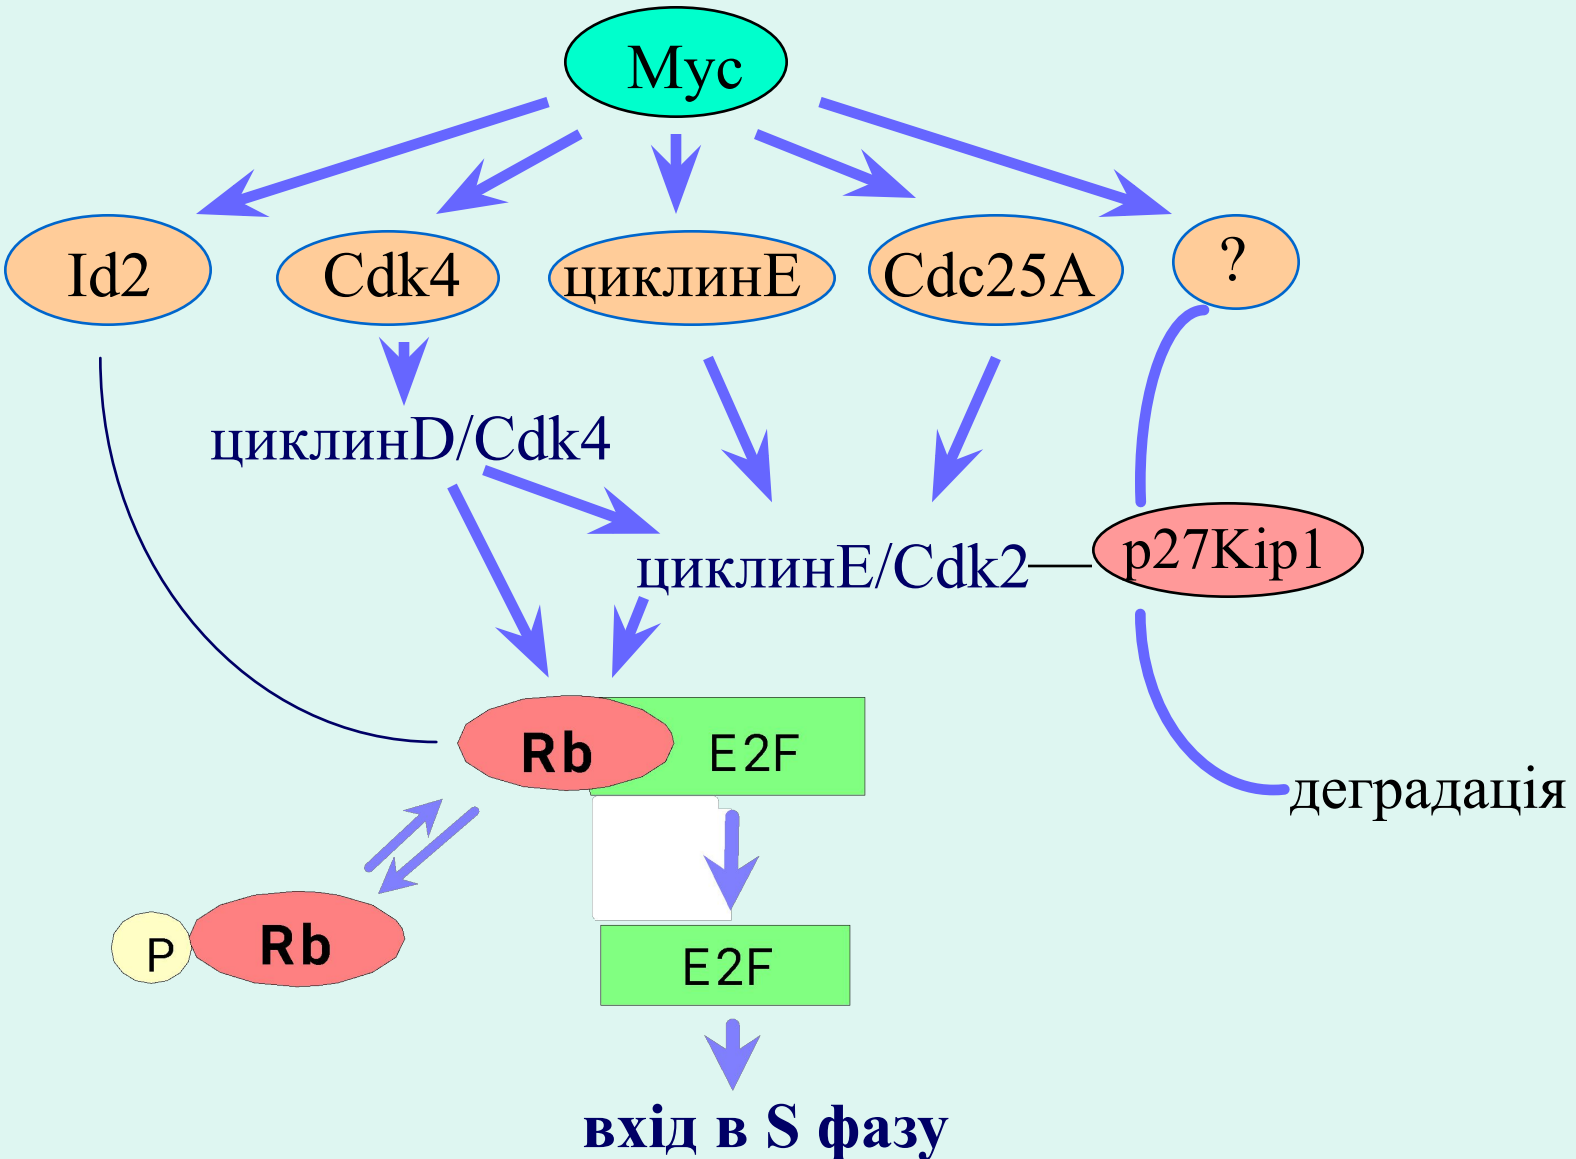 Myc
Id2
Cdk4
циклинE
Cdc25A
?
циклинD/Cdk4
циклинE/Cdk2
p27Kip1
Rb
E2F
деградація
P
Rb
E2F
вхід в S фазу